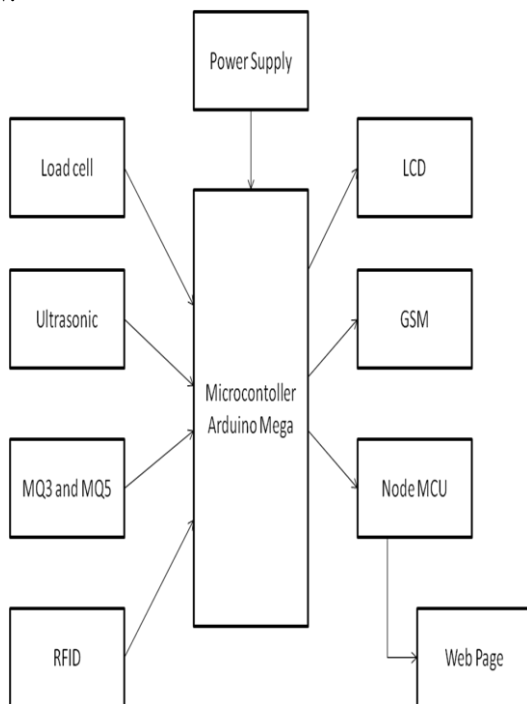 Power Supply
Load cell
LCD
Ultrasonic
GSM
Microcontoller
Arduino Mega
MQ3 and MQ5
Node MCU
RFID
Web Page